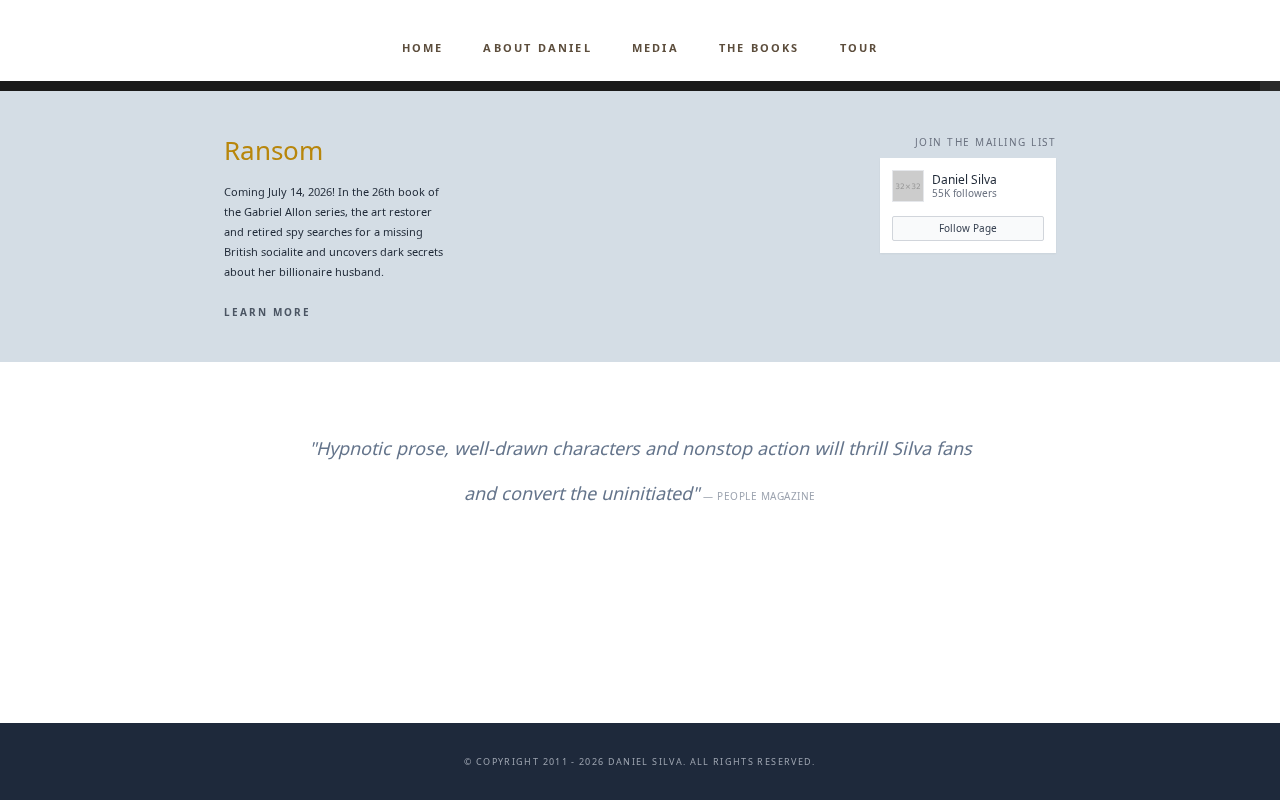 HOME ABOUT DANIEL MEDIA THE BOOKS TOUR
Ransom
Coming July 14, 2026! In the 26th book of
the Gabriel Allon series, the art restorer
and retired spy searches for a missing
British socialite and uncovers dark secrets
about her billionaire husband.
LEARN MORE
JOIN THE MAILING LIST
32×32
Daniel Silva
55K followers
Follow Page
"Hypnotic prose, well-drawn characters and nonstop action will thrill Silva fans
and convert the uninitiated" — PEOPLE MAGAZINE
© COPYRIGHT 2011 - 2026 DANIEL SILVA. ALL RIGHTS RESERVED.